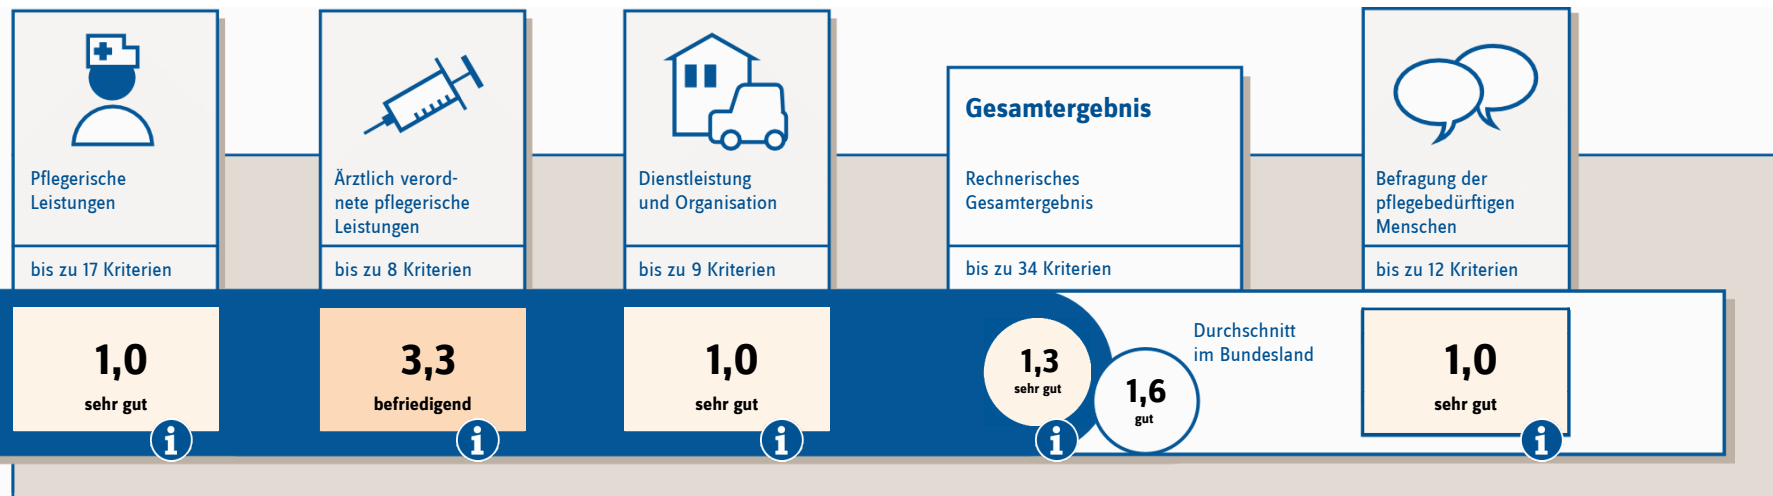 Pflegerische
Leistungen
bis zu 17 Kriterien
1,0
sehr gut
i
Ärztlich verord-
nete pflegerische
Leistungen
bis zu 8 Kriterien
3,3
befriedigend
i
Dienstleistung
und Organisation
bis zu 9 Kriterien
1,0
sehr gut
i
Gesamtergebnis
Rechnerisches
Gesamtergebnis
bis zu 34 Kriterien
1,3
sehr gut
i
Durchschnitt
im Bundesland
1,6
gut
Befragung der
pflegebedürftigen
Menschen
bis zu 12 Kriterien
1,0
sehr gut
i